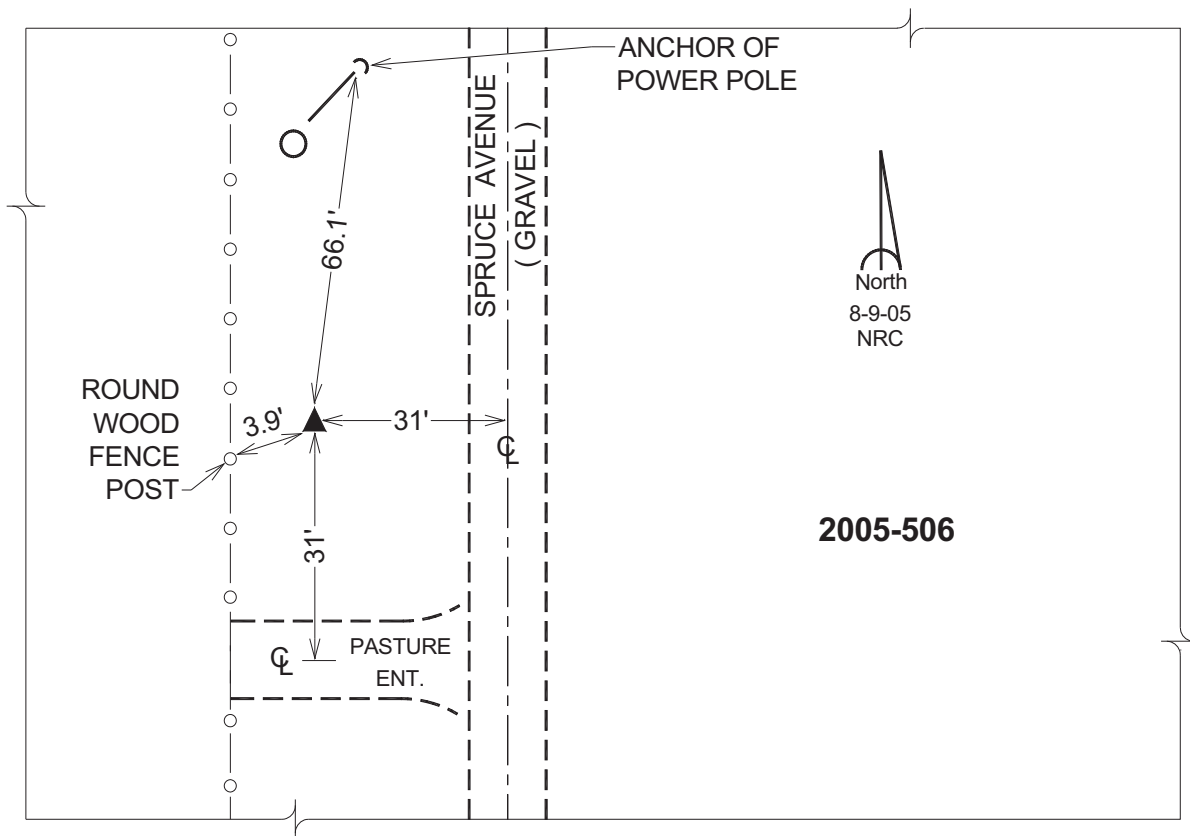 ANCHOR OF
POWER POLE
SPRUCE AVENUE
( GRAVEL )
66.1'
North
8-9-05
NRC
ROUND
WOOD
FENCE
POST
3.9'
31'
℄
2005-506
31'
℄
PASTURE
ENT.